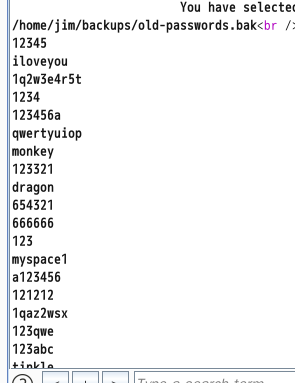 You have selected
/home/jim/backups/old-passwords.bak<br />
12345
iloveyou
1q2w3e4r5t
1234
123456a
qwertyuiop
monkey
123321
dragon
654321
666666
123
myspace1
a123456
121212
1qaz2wsx
123qwe
123abc
tinkle
? < + > Type a search term